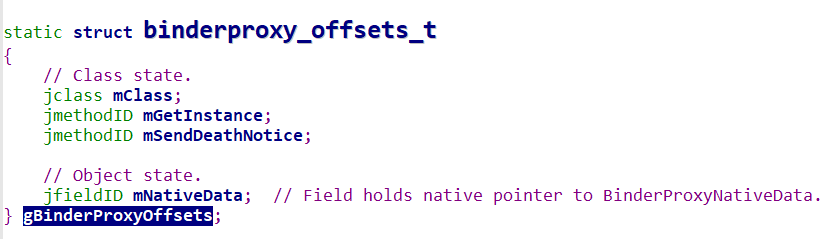 static struct binderproxy_offsets_t
{
    // Class state.
    jclass mClass;
    jmethodID mGetInstance;
    jmethodID mSendDeathNotice;

    // Object state.
    jfieldID mNativeData;  // Field holds native pointer to BinderProxyNativeData.
} gBinderProxyOffsets;